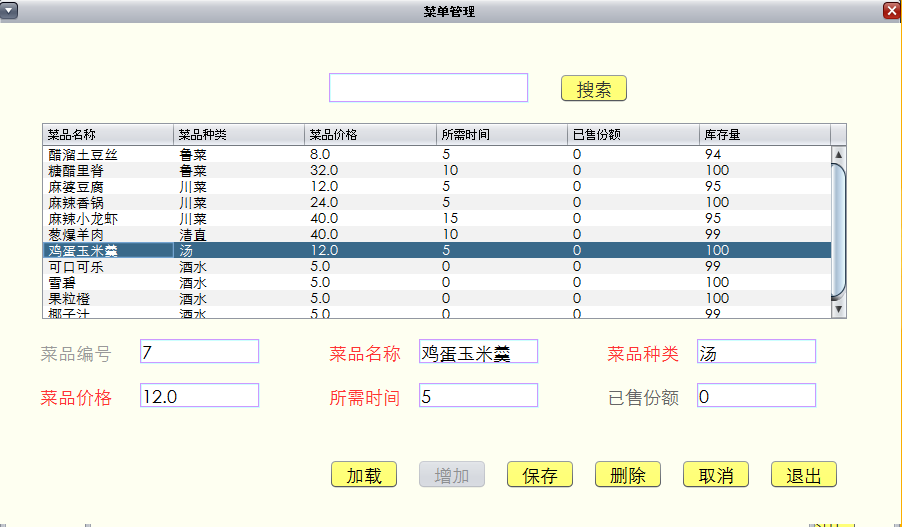 菜单管理
搜索
菜品名称 菜品种类 菜品价格 所需时间 已售份额 库存量
醋溜土豆丝 鲁菜 8.0 5 0 94
糖醋里脊 鲁菜 32.0 10 0 100
麻婆豆腐 川菜 12.0 5 0 95
麻辣香锅 川菜 24.0 5 0 100
麻辣小龙虾 川菜 40.0 15 0 95
葱爆羊肉 清真 40.0 10 0 99
鸡蛋玉米羹 汤 12.0 5 0 100
可口可乐 酒水 5.0 0 0 99
雪碧 酒水 5.0 0 0 100
果粒橙 酒水 5.0 0 0 100
椰子汁 酒水 5.0 0 0 99
菜品编号 7 菜品名称 鸡蛋玉米羹 菜品种类 汤
菜品价格 12.0 所需时间 5 已售份额 0
加载 增加 保存 删除 取消 退出